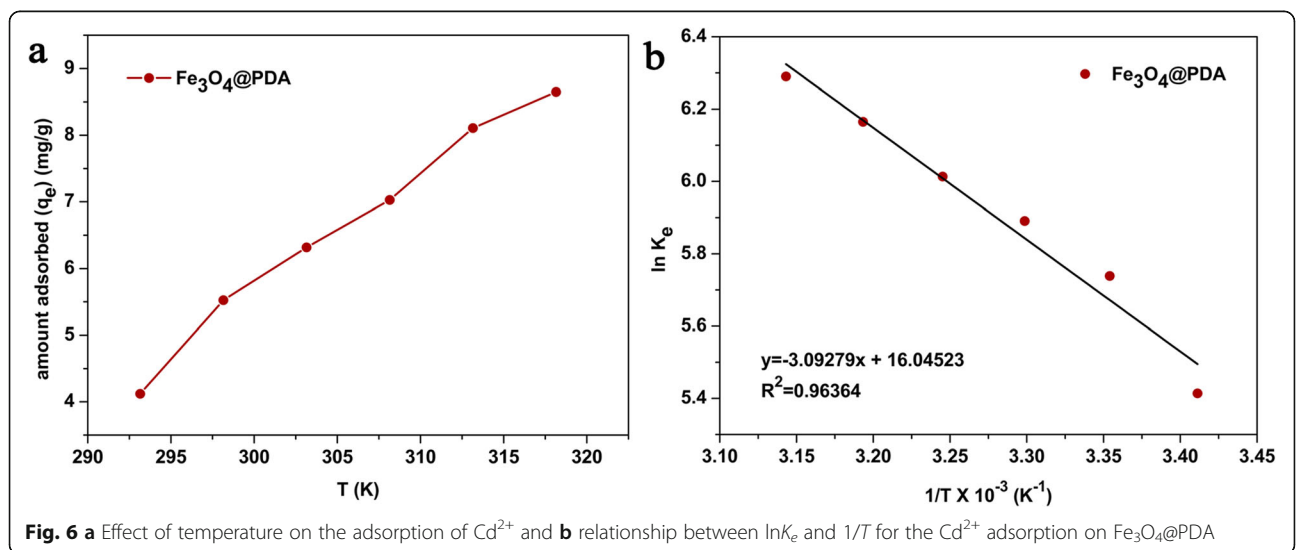 a
Fe3O4@PDA
amount adsorbed (qe) (mg/g)
9
8
7
6
5
4
290 295 300 305 310 315 320
T (K)
b
Fe3O4@PDA
ln Ke
6.4
6.2
6.0
5.8
5.6
5.4
y=-3.09279x + 16.04523
R²=0.96364
3.10 3.15 3.20 3.25 3.30 3.35 3.40 3.45
1/T X 10⁻³ (K⁻¹)
Fig. 6 a Effect of temperature on the adsorption of Cd²⁺ and b relationship between lnKe and 1/T for the Cd²⁺ adsorption on Fe3O4@PDA